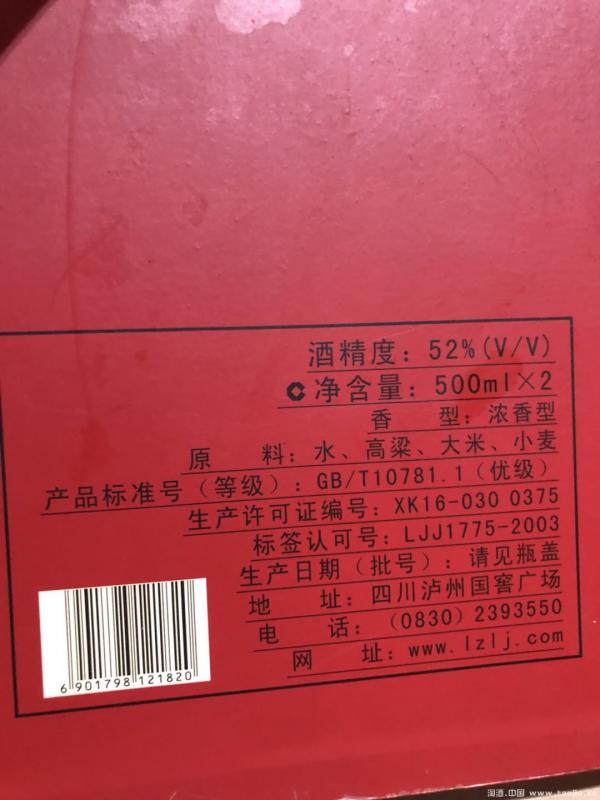 酒精度：52%(V/V)
净含量：500ml×2
香 型：浓香型
原 料：水、高粱、大米、小麦
产品标准号（等级）：GB/T10781.1（优级）
生产许可证编号：XK16-030 0375
标签认可号：LJJ1775-2003
生产日期（批号）：请见瓶盖
地 址：四川泸州国窖广场
电 话：（0830）2393550
网 址：www.lzlj.com
6 901798 121820
淘酒.中国